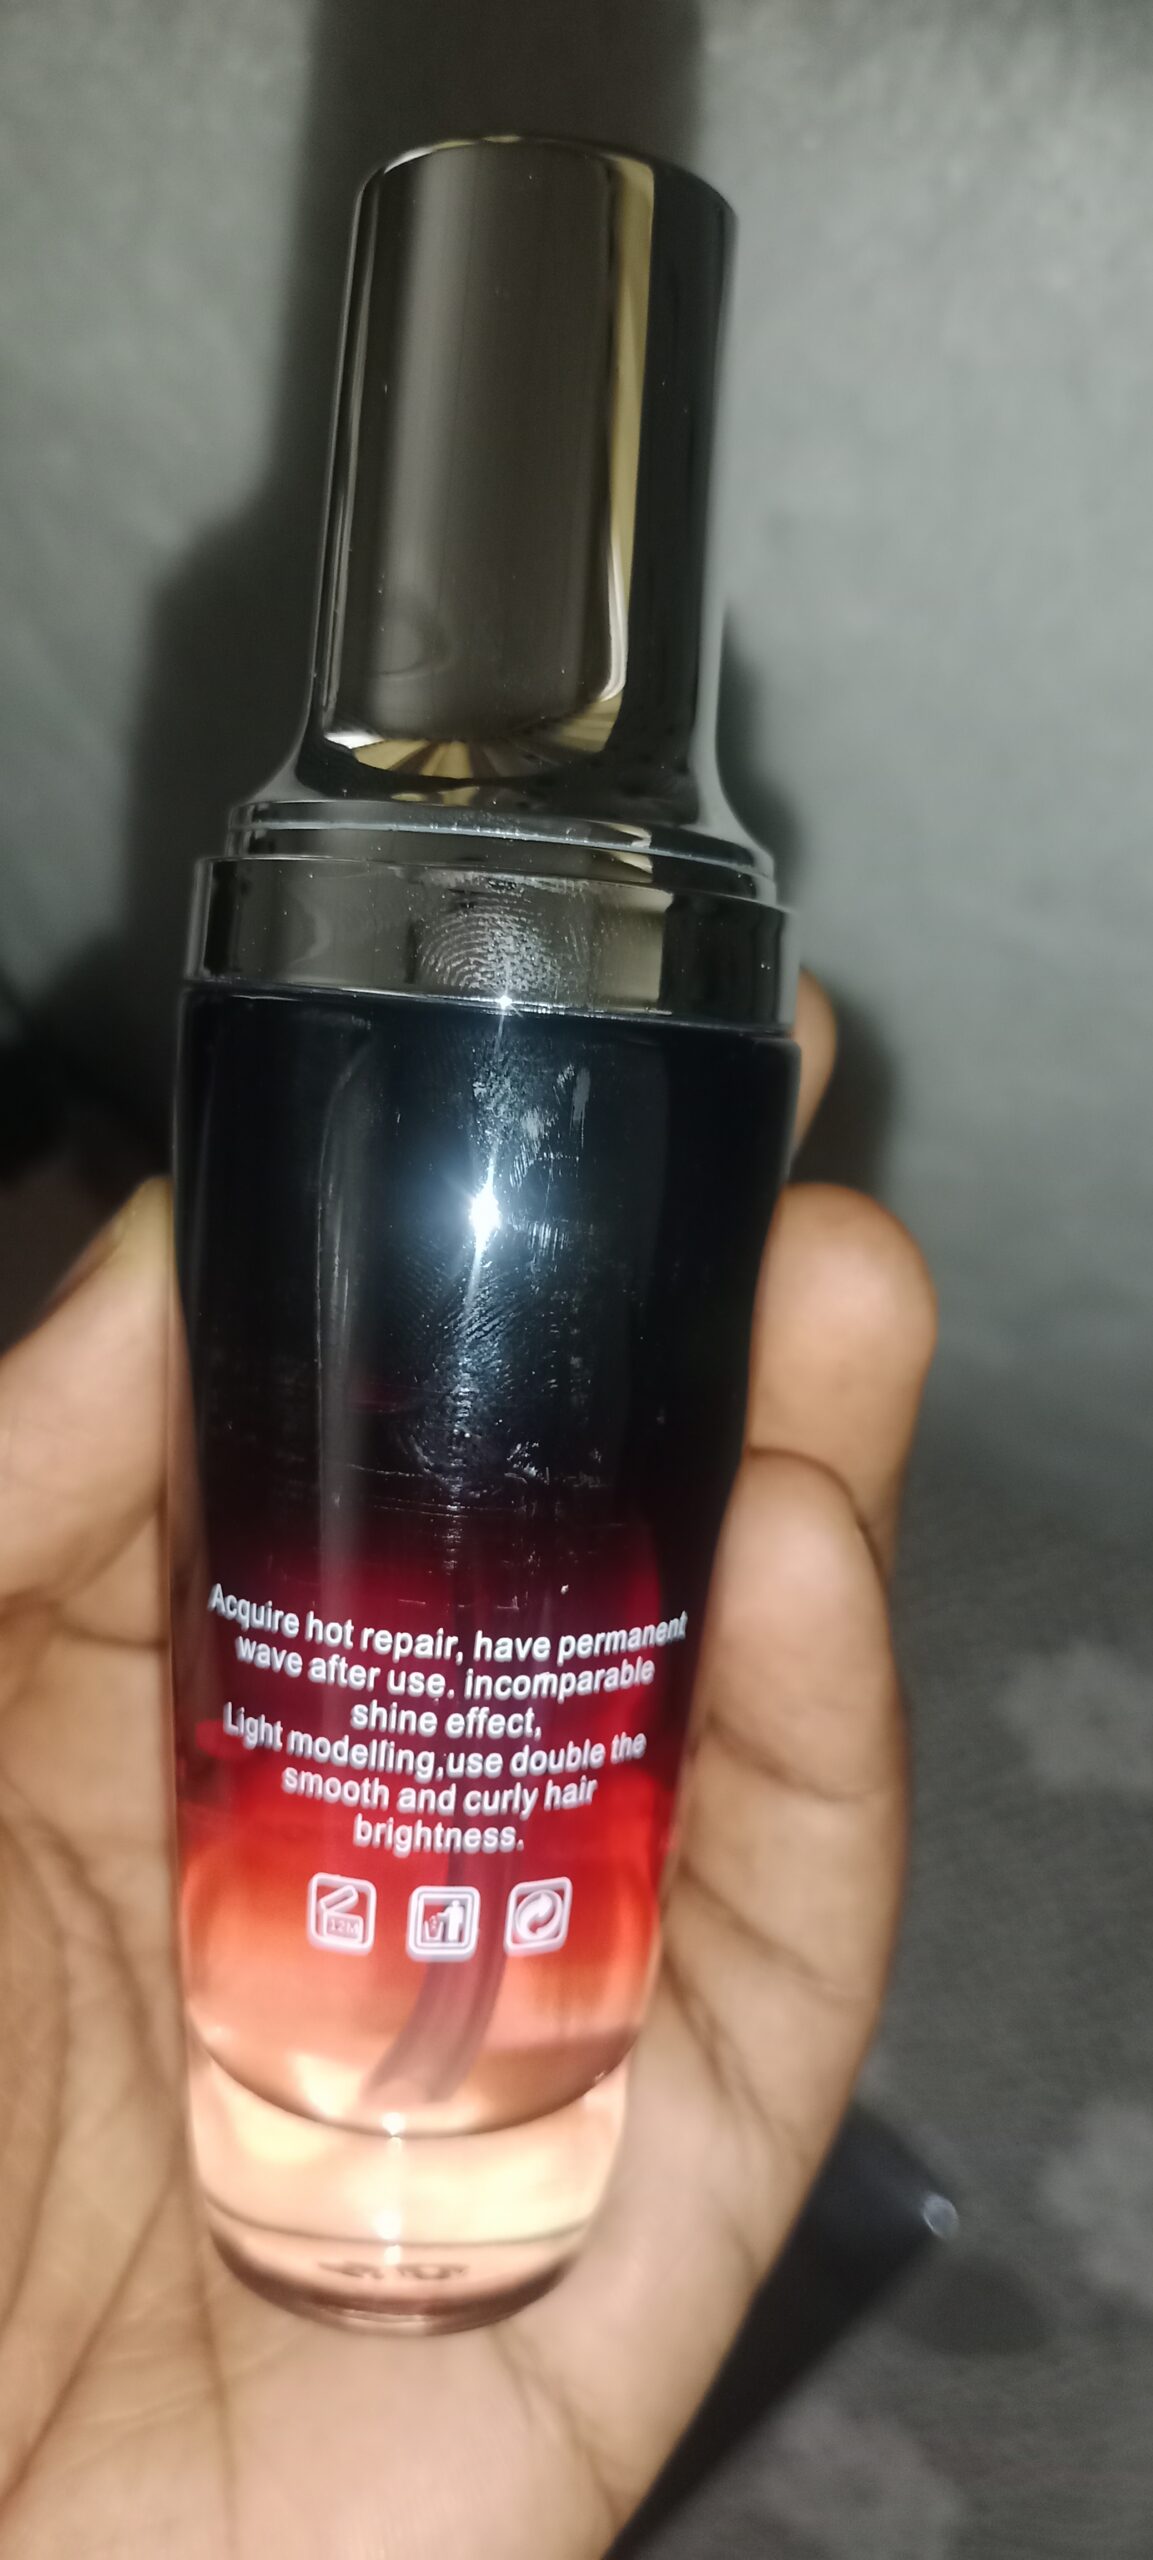 Acquire hot repair, have permanent
wave after use. incomparable
shine effect,
Light modelling,use double the
smooth and curly hair
brightness.
12M